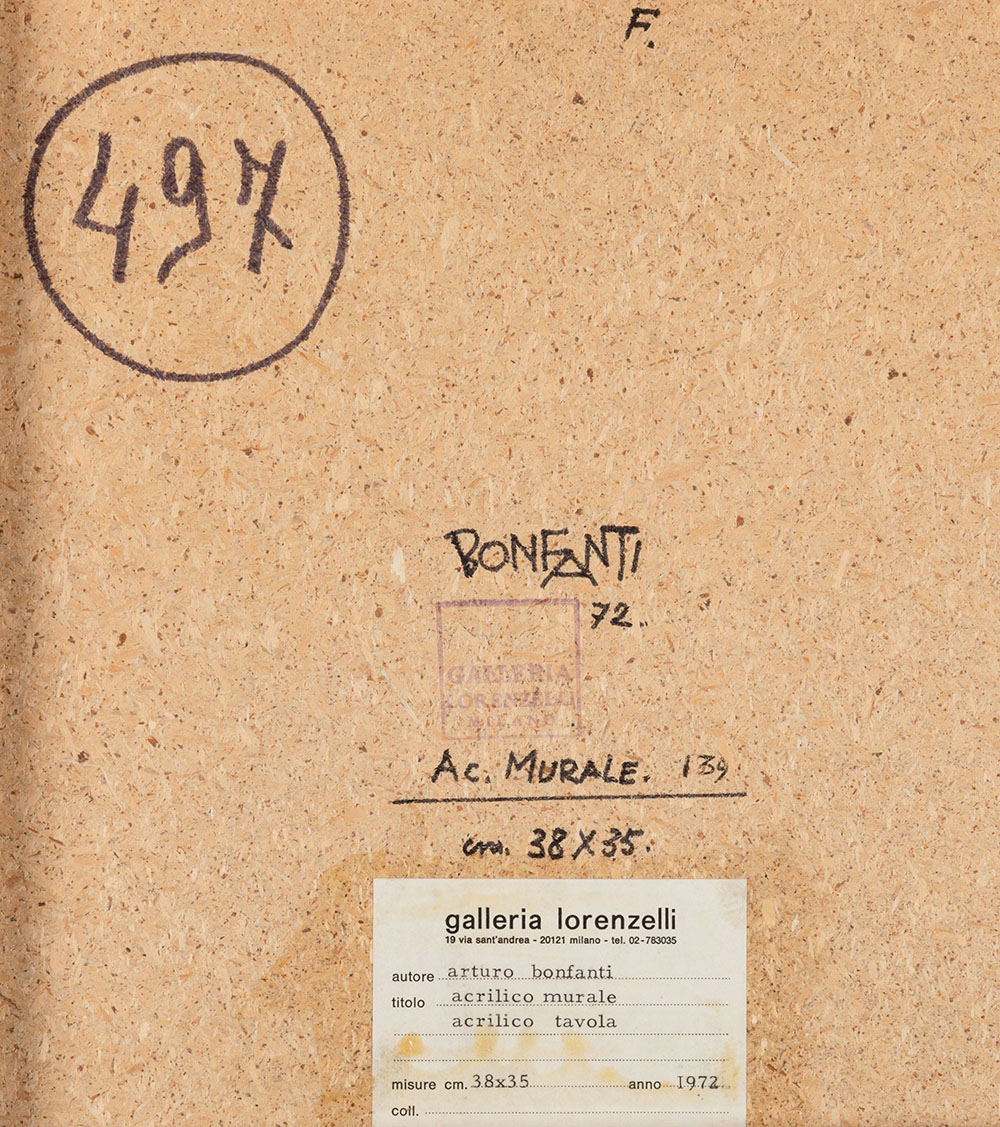 F.
497
BONFANTI
72..
GALLERIA
LORENZELLI
MILANO
Ac. MURALE. 139
cm. 38X35.
galleria lorenzelli
19 via sant'andrea - 20121 milano - tel. 02-783035
autore arturo bonfanti
titolo acrilico murale
acrilico tavola
misure cm. 38x35 anno 1972
coll.